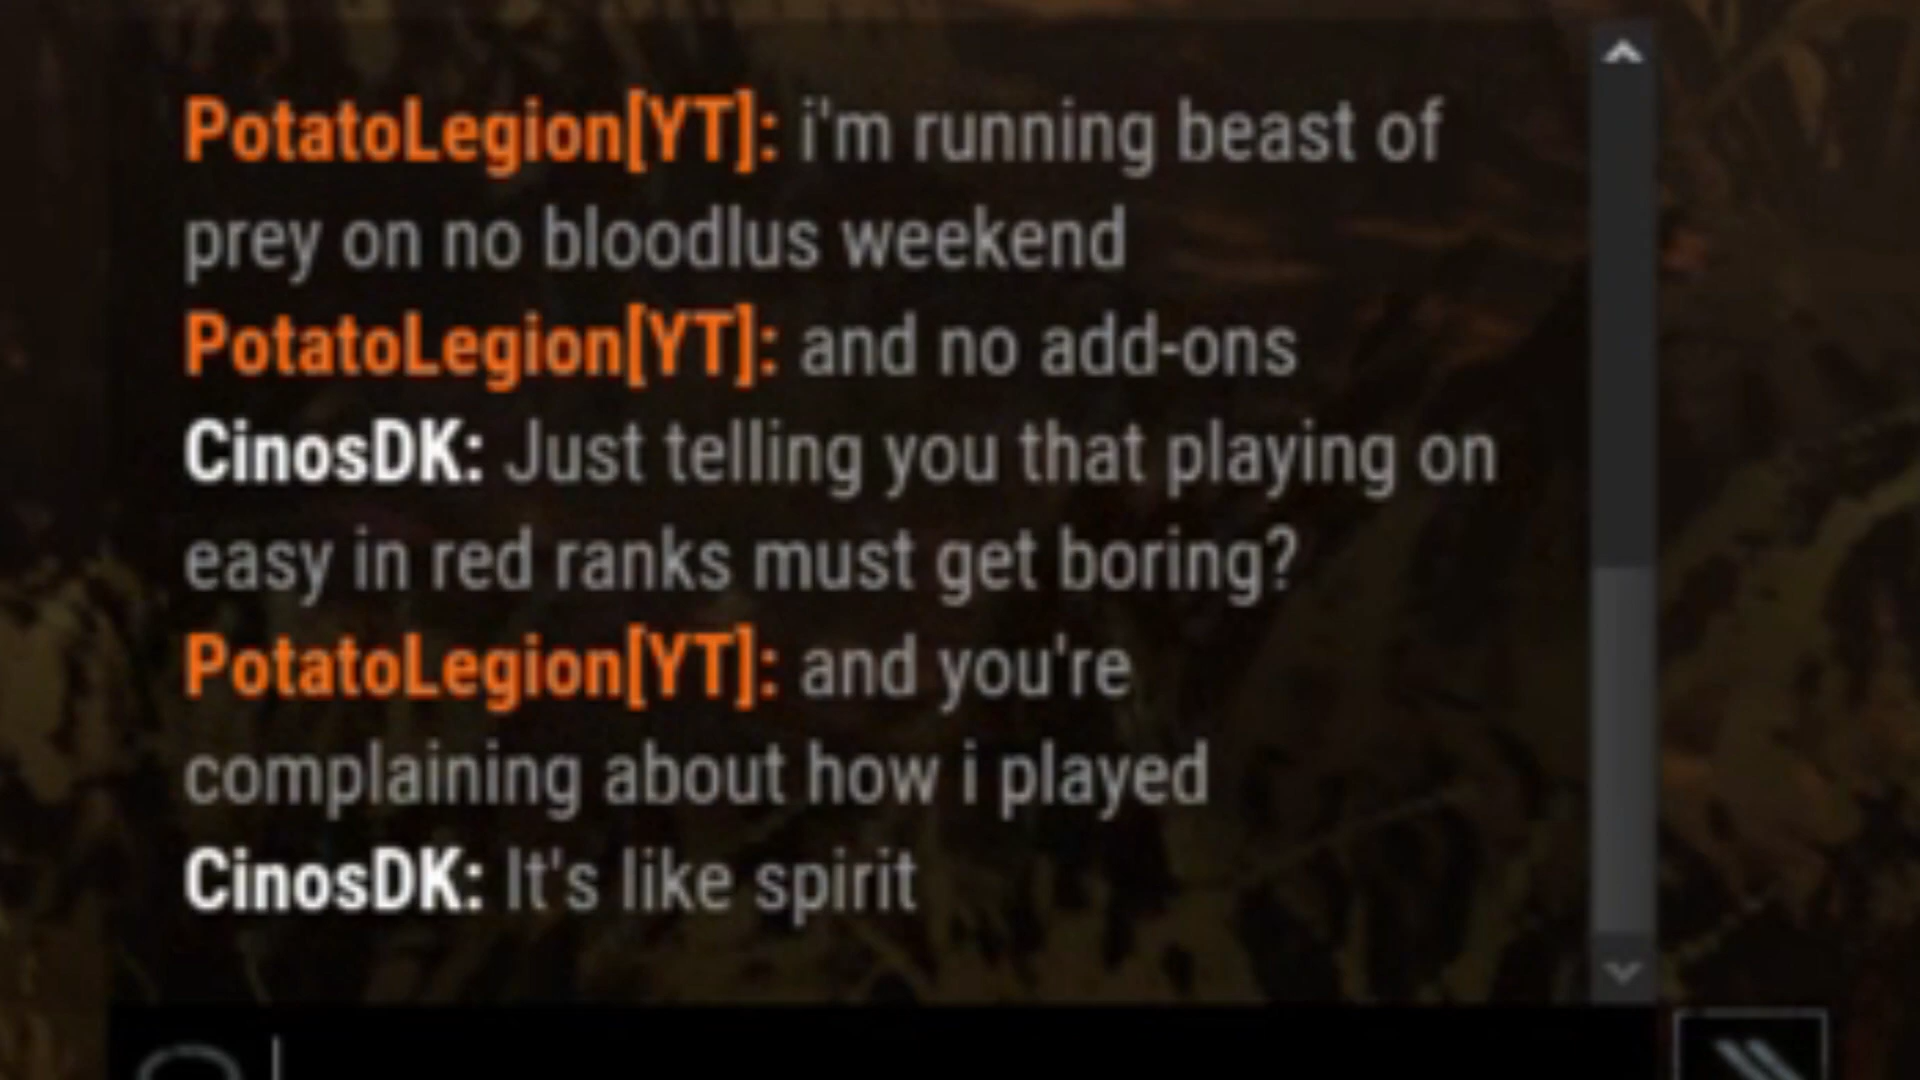 PotatoLegion[YT]: i'm running beast of
prey on no bloodlus weekend
PotatoLegion[YT]: and no add-ons
CinosDK: Just telling you that playing on
easy in red ranks must get boring?
PotatoLegion[YT]: and you're
complaining about how i played
CinosDK: It's like spirit